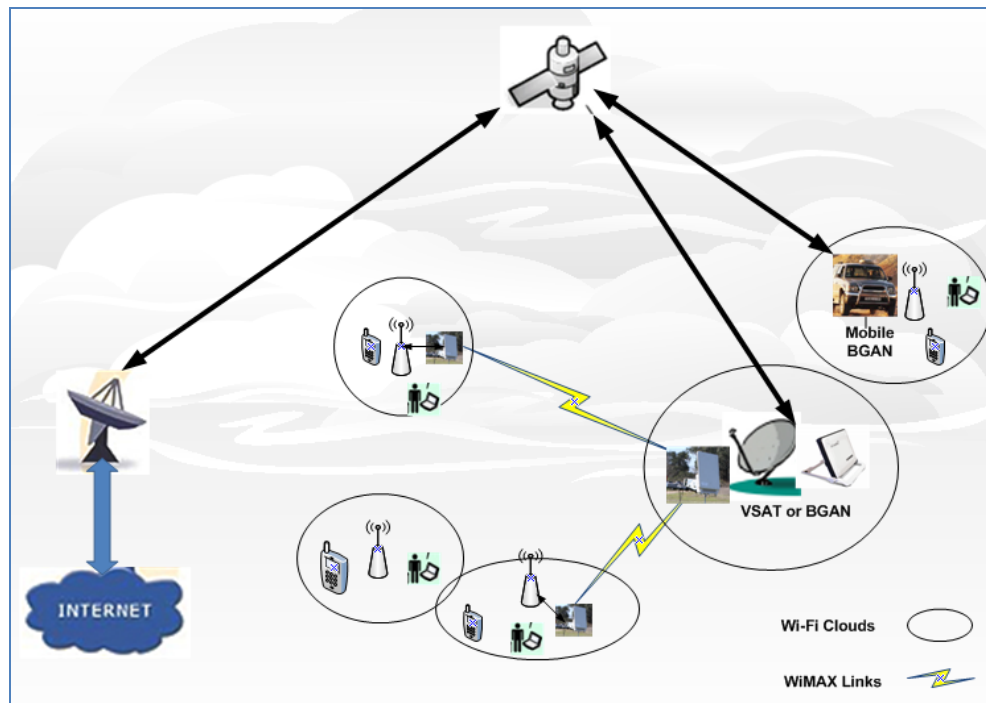 Mobile
BGAN
VSAT or BGAN
INTERNET
Wi-Fi Clouds
WiMAX Links